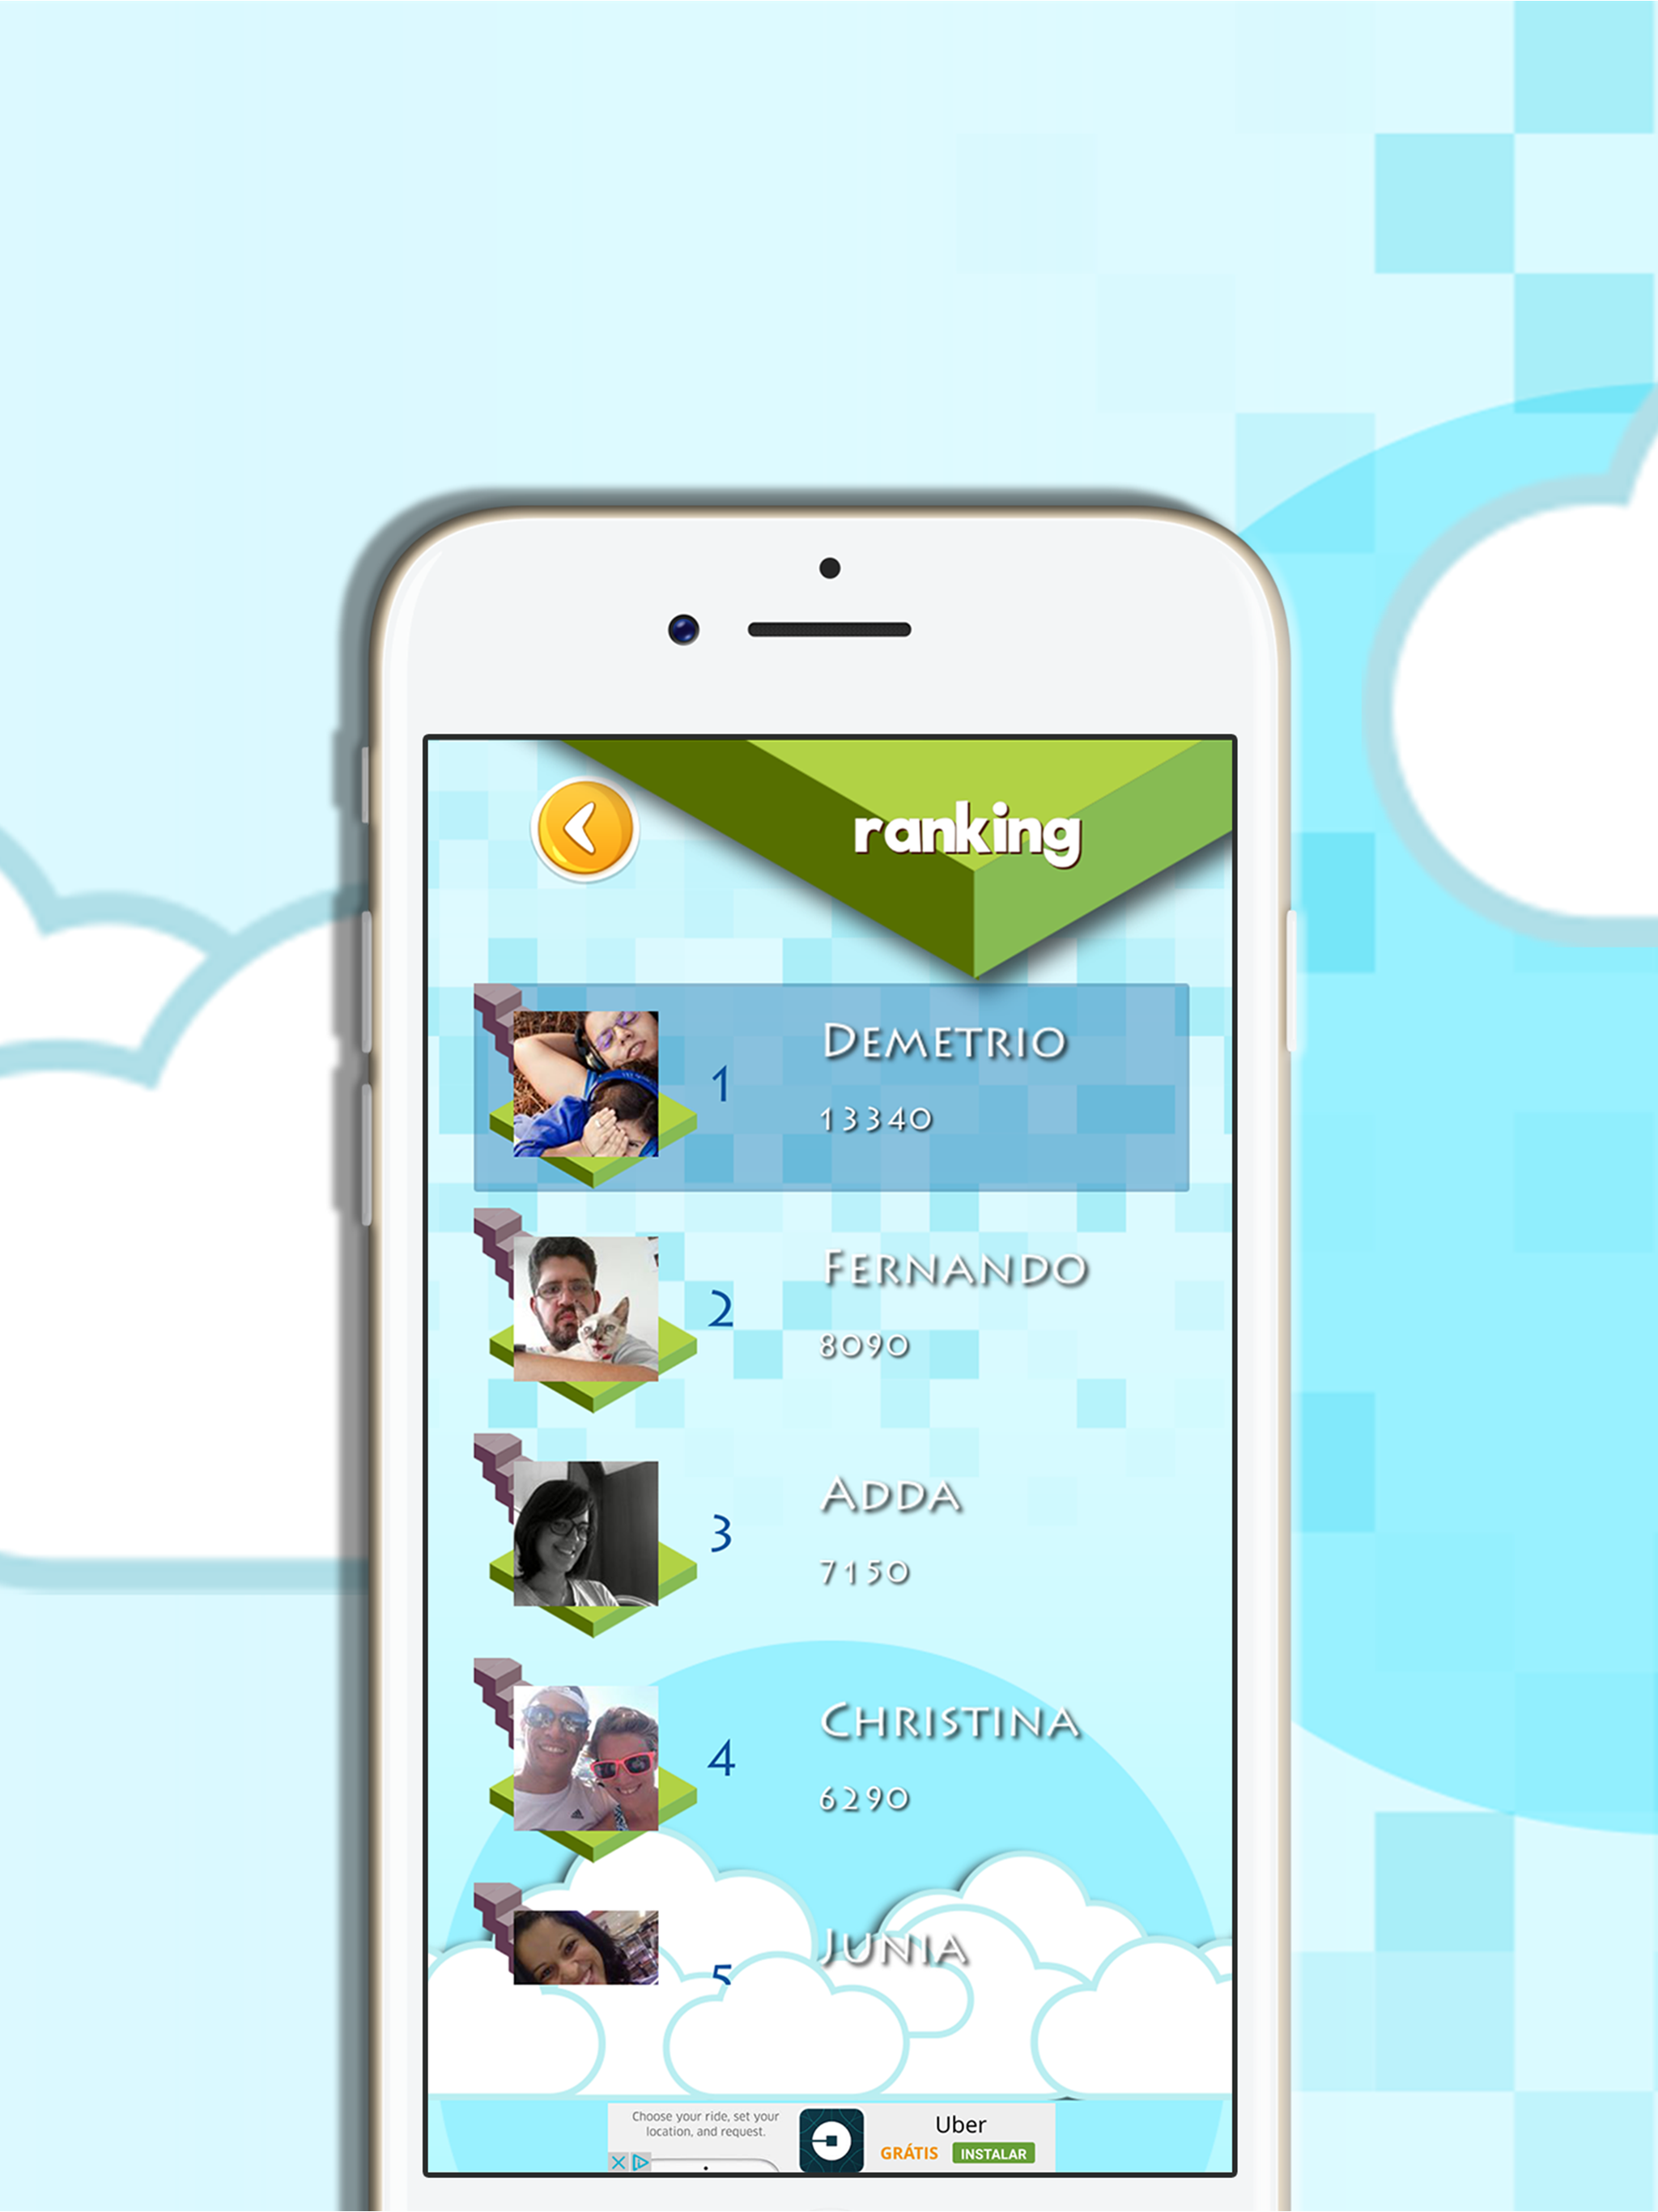 ranking
DEMETRIO
1
13340
FERNANDO
2
8090
ADDA
3
7150
CHRISTINA
4
6290
JUNIA
5
Choose your ride, set your
location, and request.
Uber
GRÁTIS INSTALAR